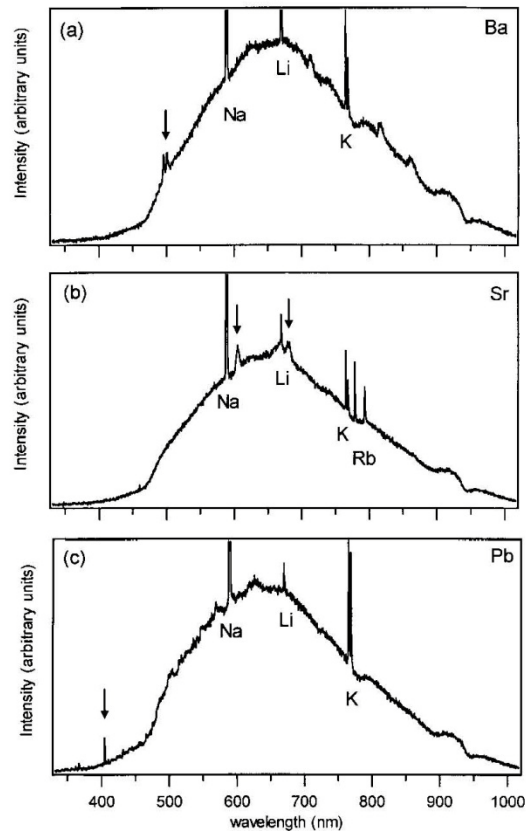 (a)
Ba
Intensity (arbitrary units)
Na
Li
K
(b)
Sr
Intensity (arbitrary units)
Na
Li
K
Rb
(c)
Pb
Intensity (arbitrary units)
Na
Li
K
400 500 600 700 800 900 1000
wavelength (nm)